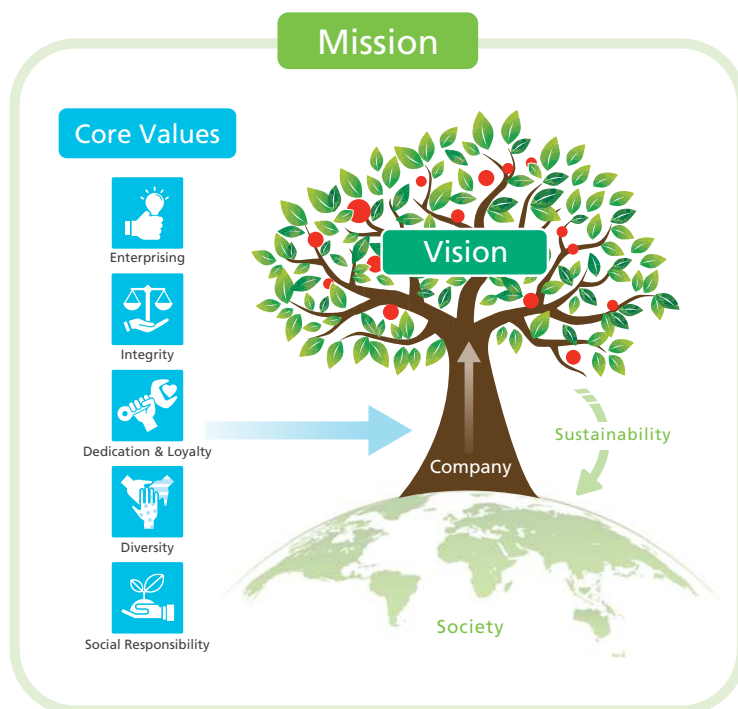 Mission
Core Values
Enterprising
Integrity
Dedication & Loyalty
Diversity
Social Responsibility
Vision
Sustainability
Company
Society